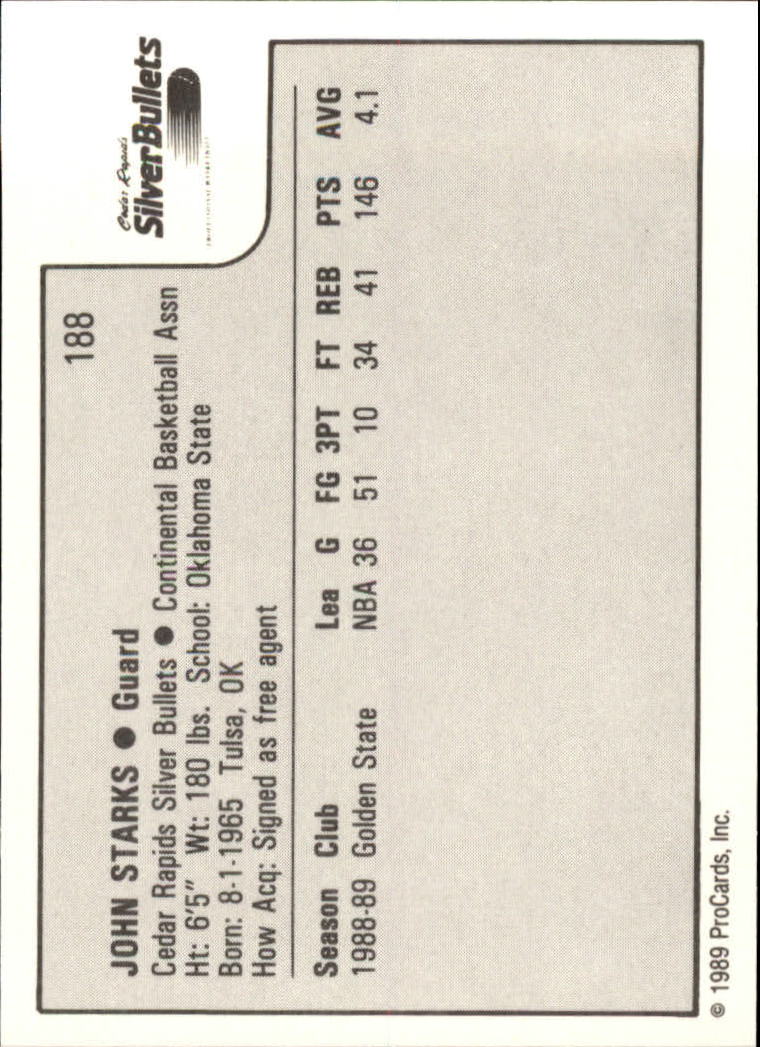 188
Cedar Rapids
Silver Bullets
JOHN STARKS ● Guard
Cedar Rapids Silver Bullets ● Continental Basketball Assn
Ht: 6'5" Wt: 180 lbs. School: Oklahoma State
Born: 8-1-1965 Tulsa, OK
How Acq: Signed as free agent
Season Club Lea G FG 3PT FT REB PTS AVG
1988-89 Golden State NBA 36 51 10 34 41 146 4.1
© 1989 ProCards, Inc.